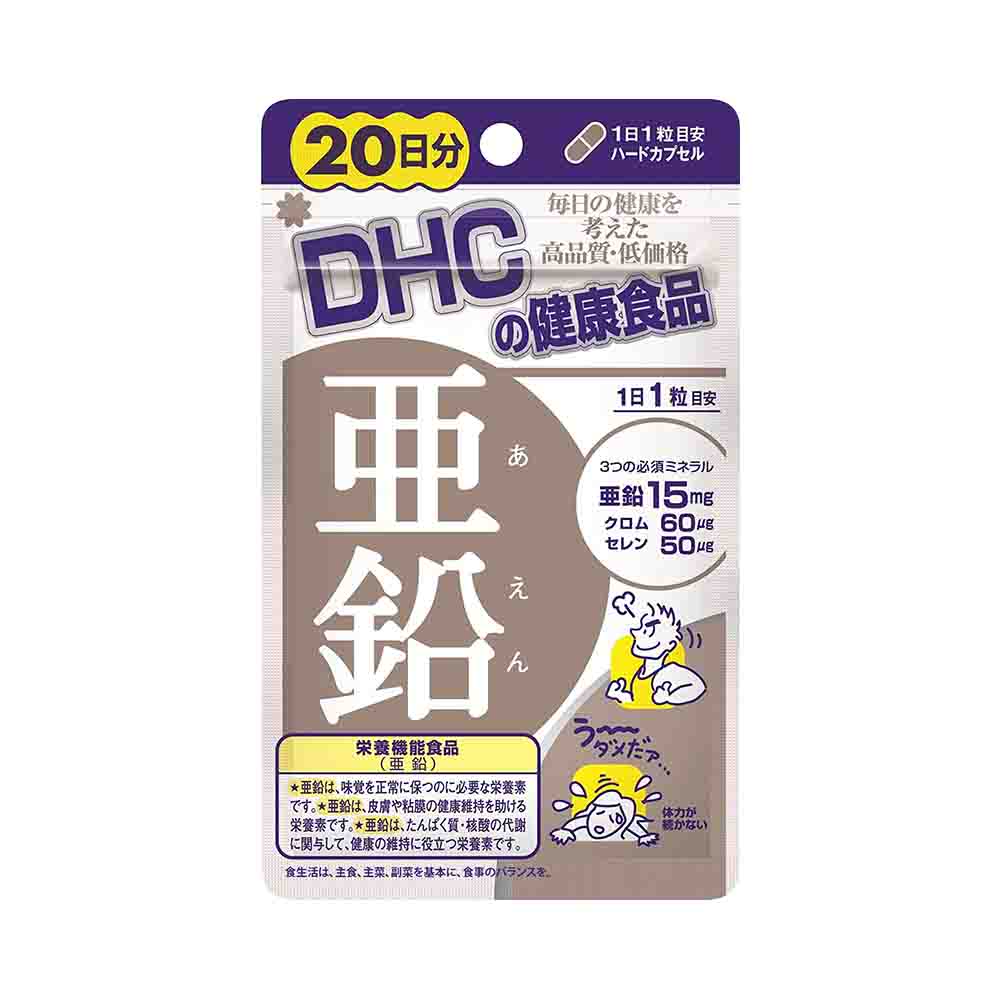 20日分
1日1粒目安
ハードカプセル
毎日の健康を
考えた
高品質・低価格
DHC
の健康食品
亜鉛
あえん
1日1粒目安
3つの必須ミネラル
亜鉛15mg
クロム 60μg
セレン 50μg
う〜〜
ダメだァ…
体力が
続かない
栄養機能食品
(亜鉛)
★亜鉛は、味覚を正常に保つのに必要な栄養素
です。★亜鉛は、皮膚や粘膜の健康維持を助ける
栄養素です。★亜鉛は、たんぱく質・核酸の代謝
に関与して、健康の維持に役立つ栄養素です。
食生活は、主食、主菜、副菜を基本に、食事のバランスを。